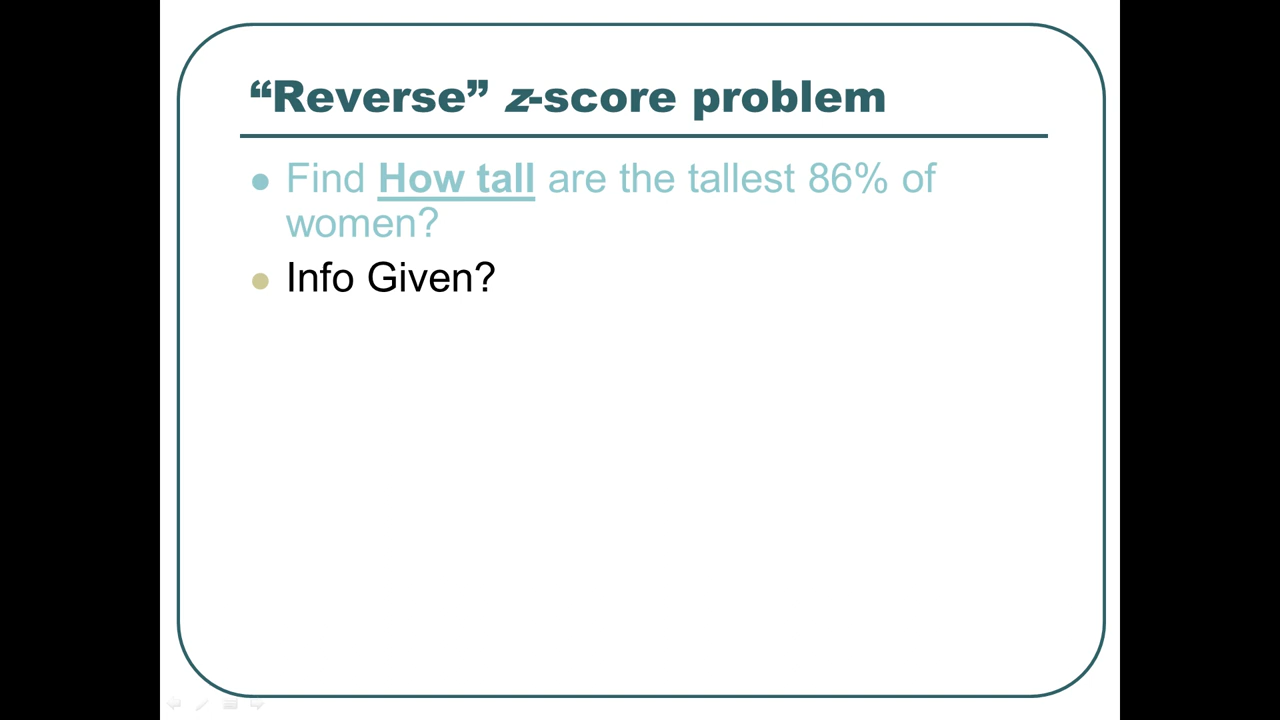 “Reverse” z-score problem
Find How tall are the tallest 86% of
women?
Info Given?